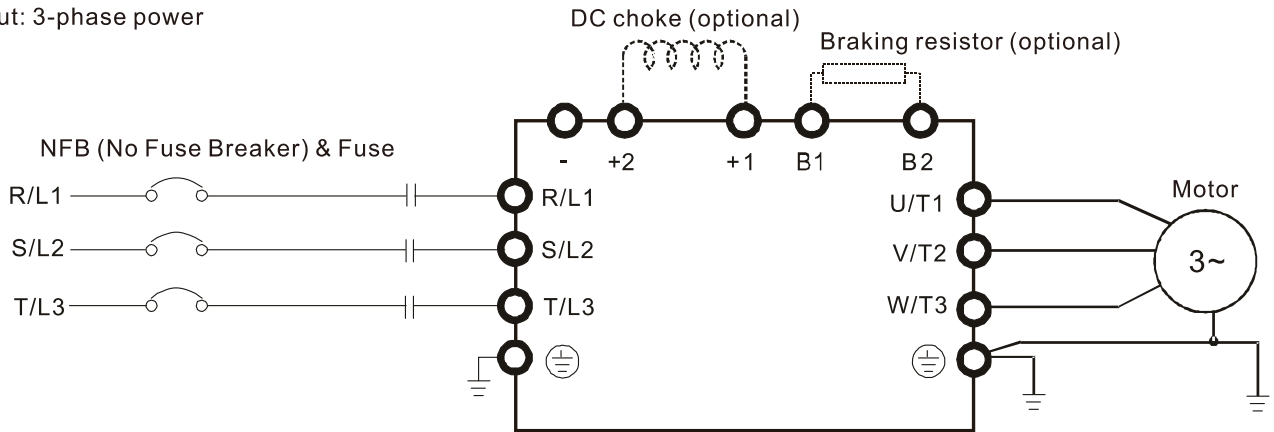 ut: 3-phase power
DC choke (optional)
Braking resistor (optional)
NFB (No Fuse Breaker) & Fuse
- +2 +1 B1 B2
Motor
R/L1 R/L1 U/T1
S/L2 S/L2 V/T2 3~
T/L3 T/L3 W/T3